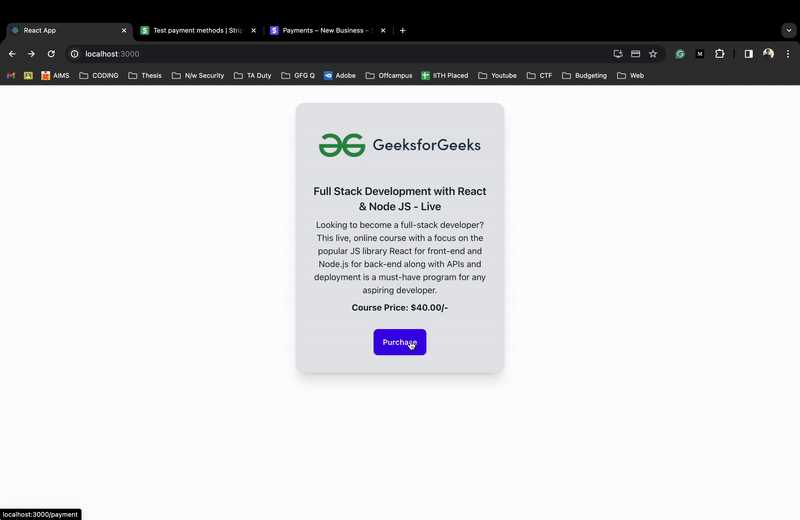 React App
Test payment methods | Strip
Payments – New Business –
localhost:3000
AIMS
CODING
Thesis
N/w Security
TA Duty
GFG Q
Adobe
Offcampus
IITH Placed
Youtube
CTF
Budgeting
Web
GeeksforGeeks
Full Stack Development with React
& Node JS - Live
Looking to become a full-stack developer?
This live, online course with a focus on the
popular JS library React for front-end and
Node.js for back-end along with APIs and
deployment is a must-have program for any
aspiring developer.
Course Price: $40.00/-
Purchase
localhost:3000/payment